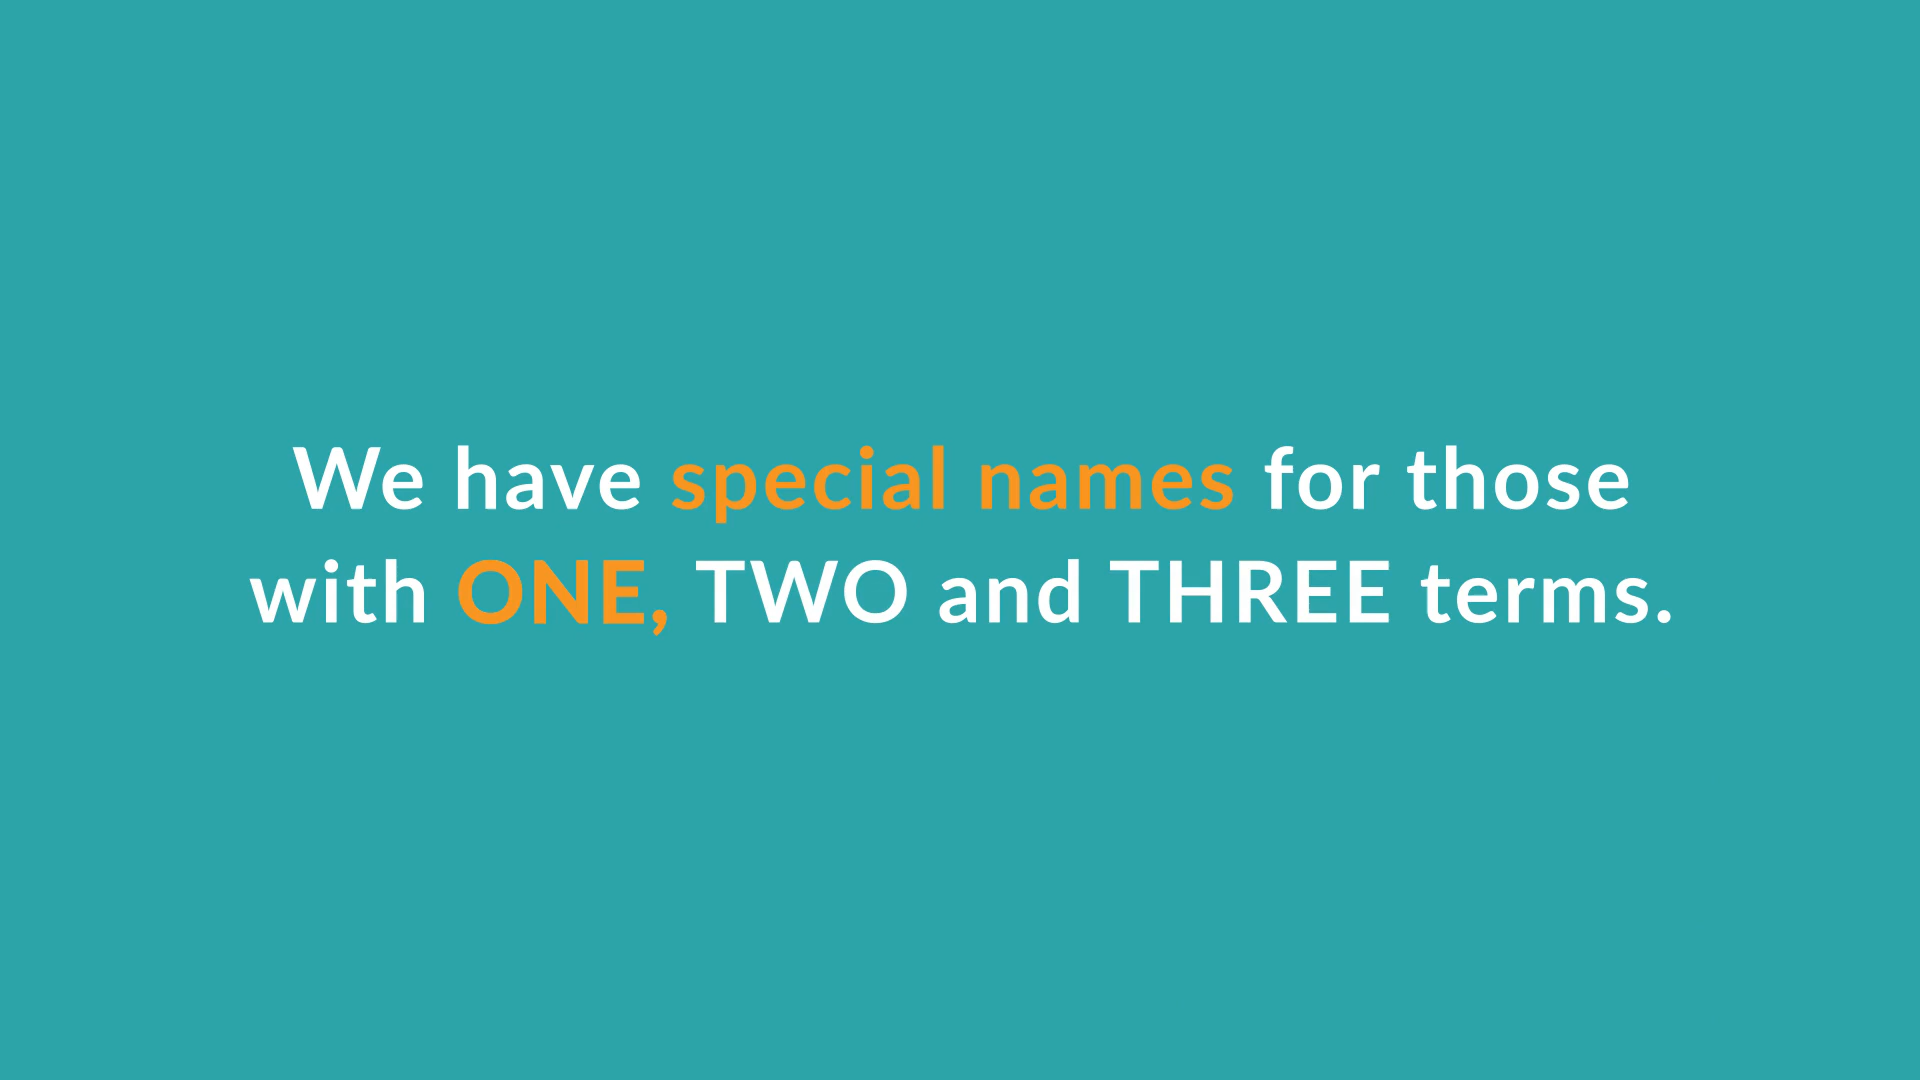 We have special names for those
with ONE, TWO and THREE terms.